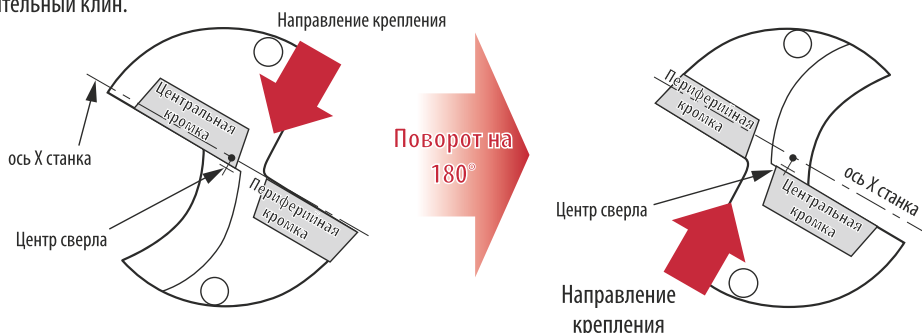 ительный клин.
Направление крепления
Центральная
кромка
ось X станка
Периферийная
кромка
Центр сверла
Поворот на
180°
Периферийная
кромка
ось X станка
Центр сверла
Центральная
кромка
Направление
крепления